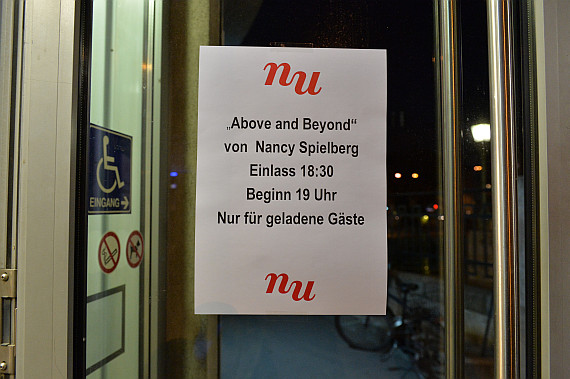 nu
„Above and Beyond“
von Nancy Spielberg
Einlass 18:30
Beginn 19 Uhr
Nur für geladene Gäste
nu
EINGANG